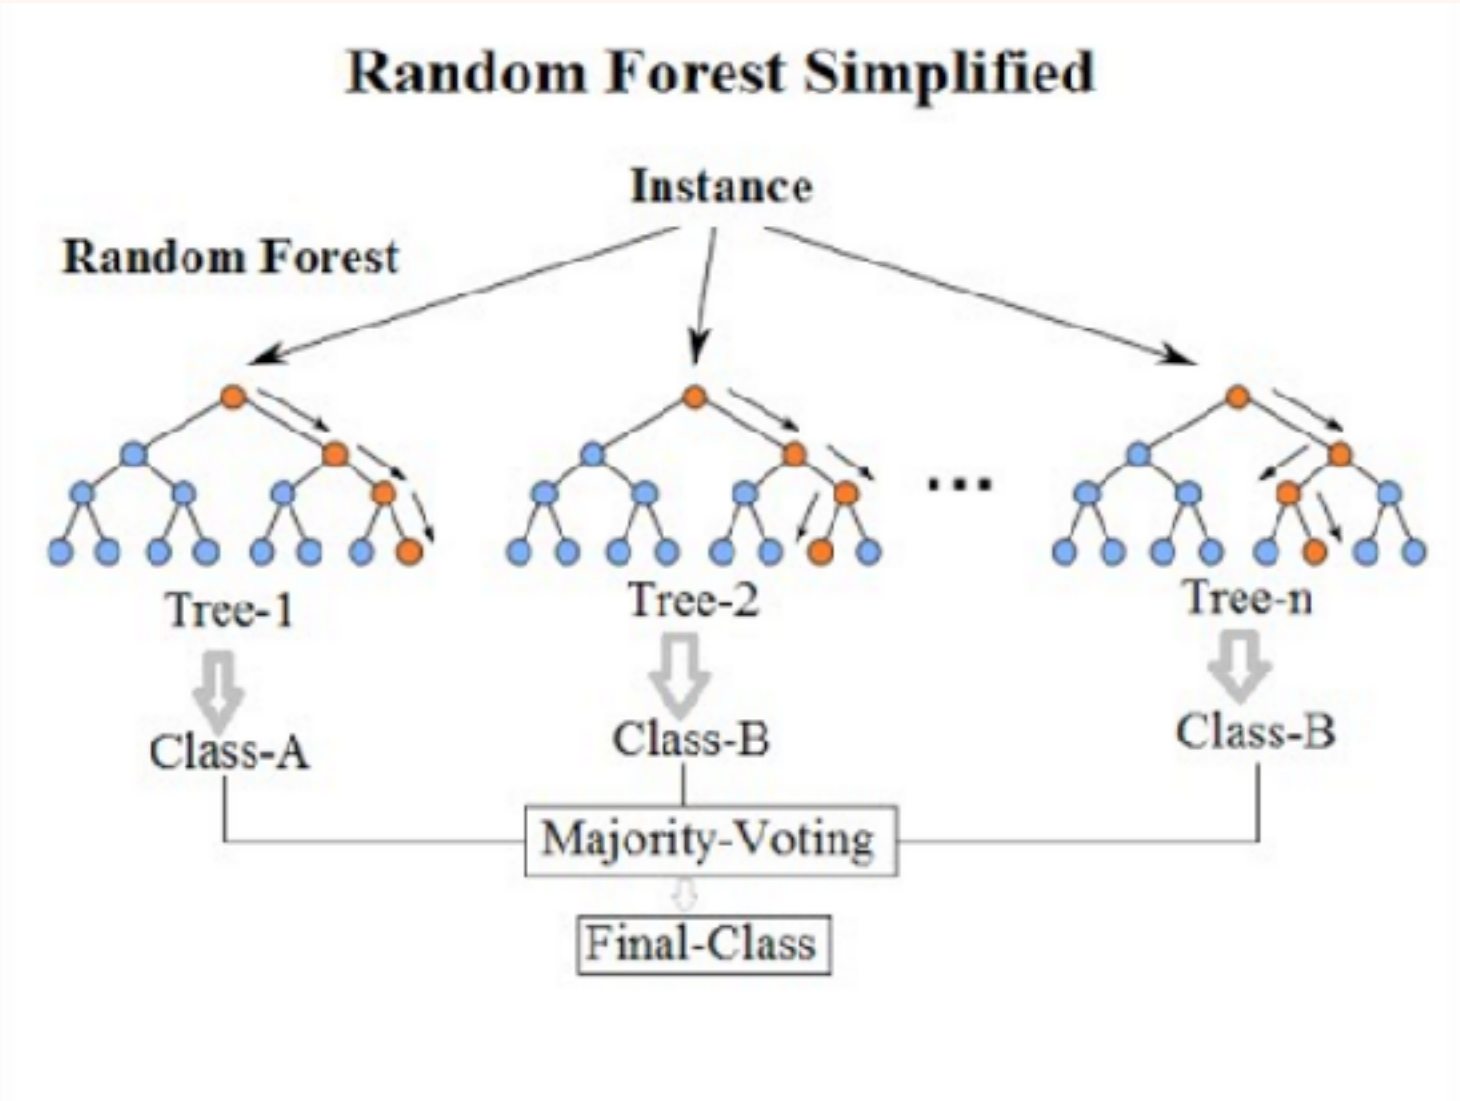 Random Forest Simplified
Instance
Random Forest
...
Tree-1
Tree-2
Tree-n
Class-A
Class-B
Class-B
Majority-Voting
Final-Class